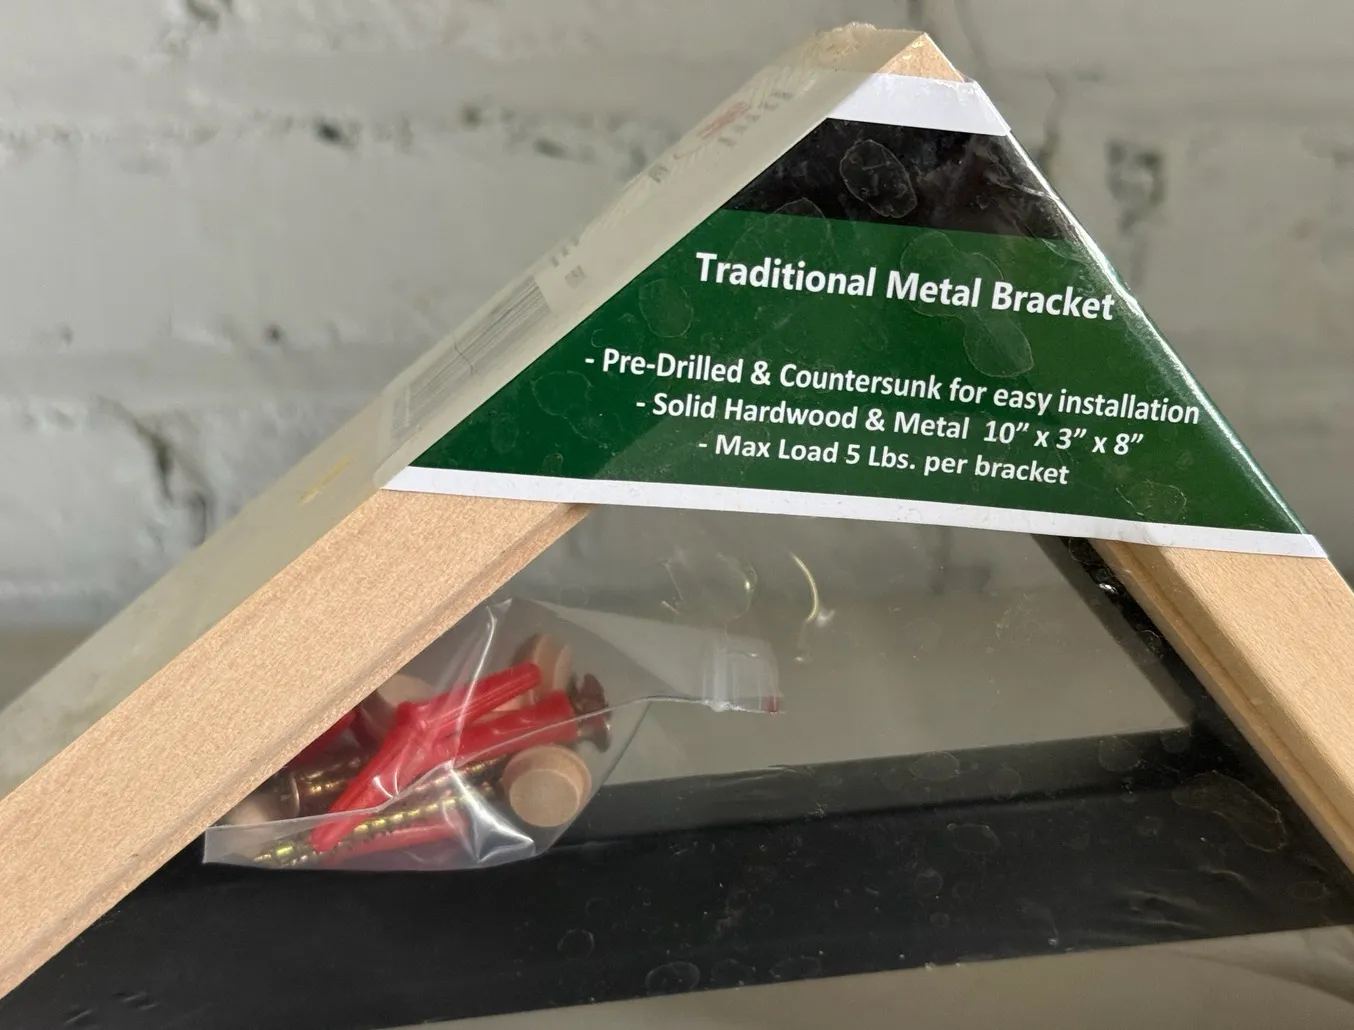 Traditional Metal Bracket
- Pre-Drilled & Countersunk for easy installation
- Solid Hardwood & Metal 10” x 3” x 8”
- Max Load 5 Lbs. per bracket